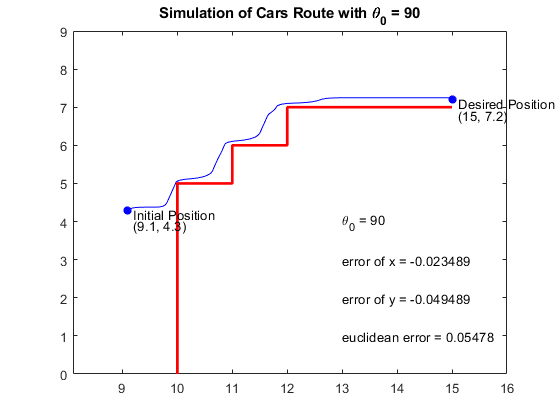 Simulation of Cars Route with θ0 = 90
9
8
7
6
5
4
3
2
1
0
Desired Position
(15, 7.2)
Initial Position
(9.1, 4.3)
θ0 = 90
error of x = -0.023489
error of y = -0.049489
euclidean error = 0.05478
9 10 11 12 13 14 15 16